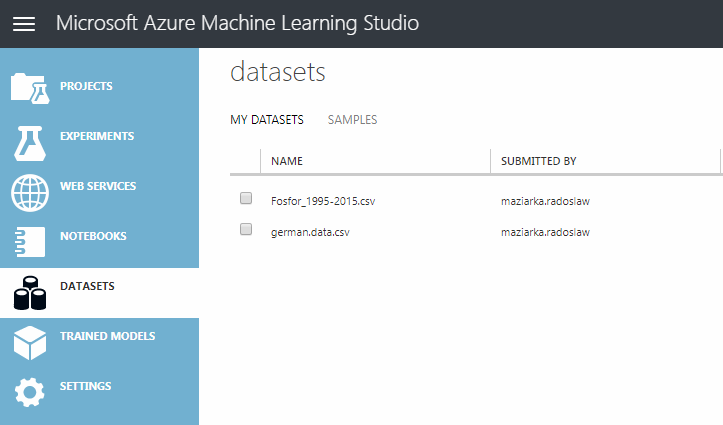 Microsoft Azure Machine Learning Studio
PROJECTS
EXPERIMENTS
WEB SERVICES
NOTEBOOKS
DATASETS
TRAINED MODELS
SETTINGS
datasets
MY DATASETS SAMPLES
NAME SUBMITTED BY
Fosfor_1995-2015.csv maziarka.radoslaw
german.data.csv maziarka.radoslaw